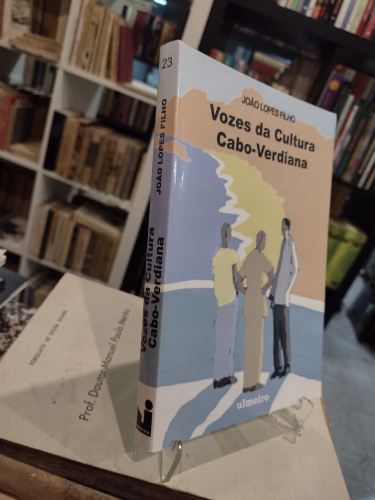 23
JOÃO LOPES FILHO
Vozes da Cultura
Cabo-Verdiana
JOÃO LOPES FILHO
Vozes da Cultura
Cabo-Verdiana
ulmeiro
Prof. Doutor Manuel Paulo Merêa